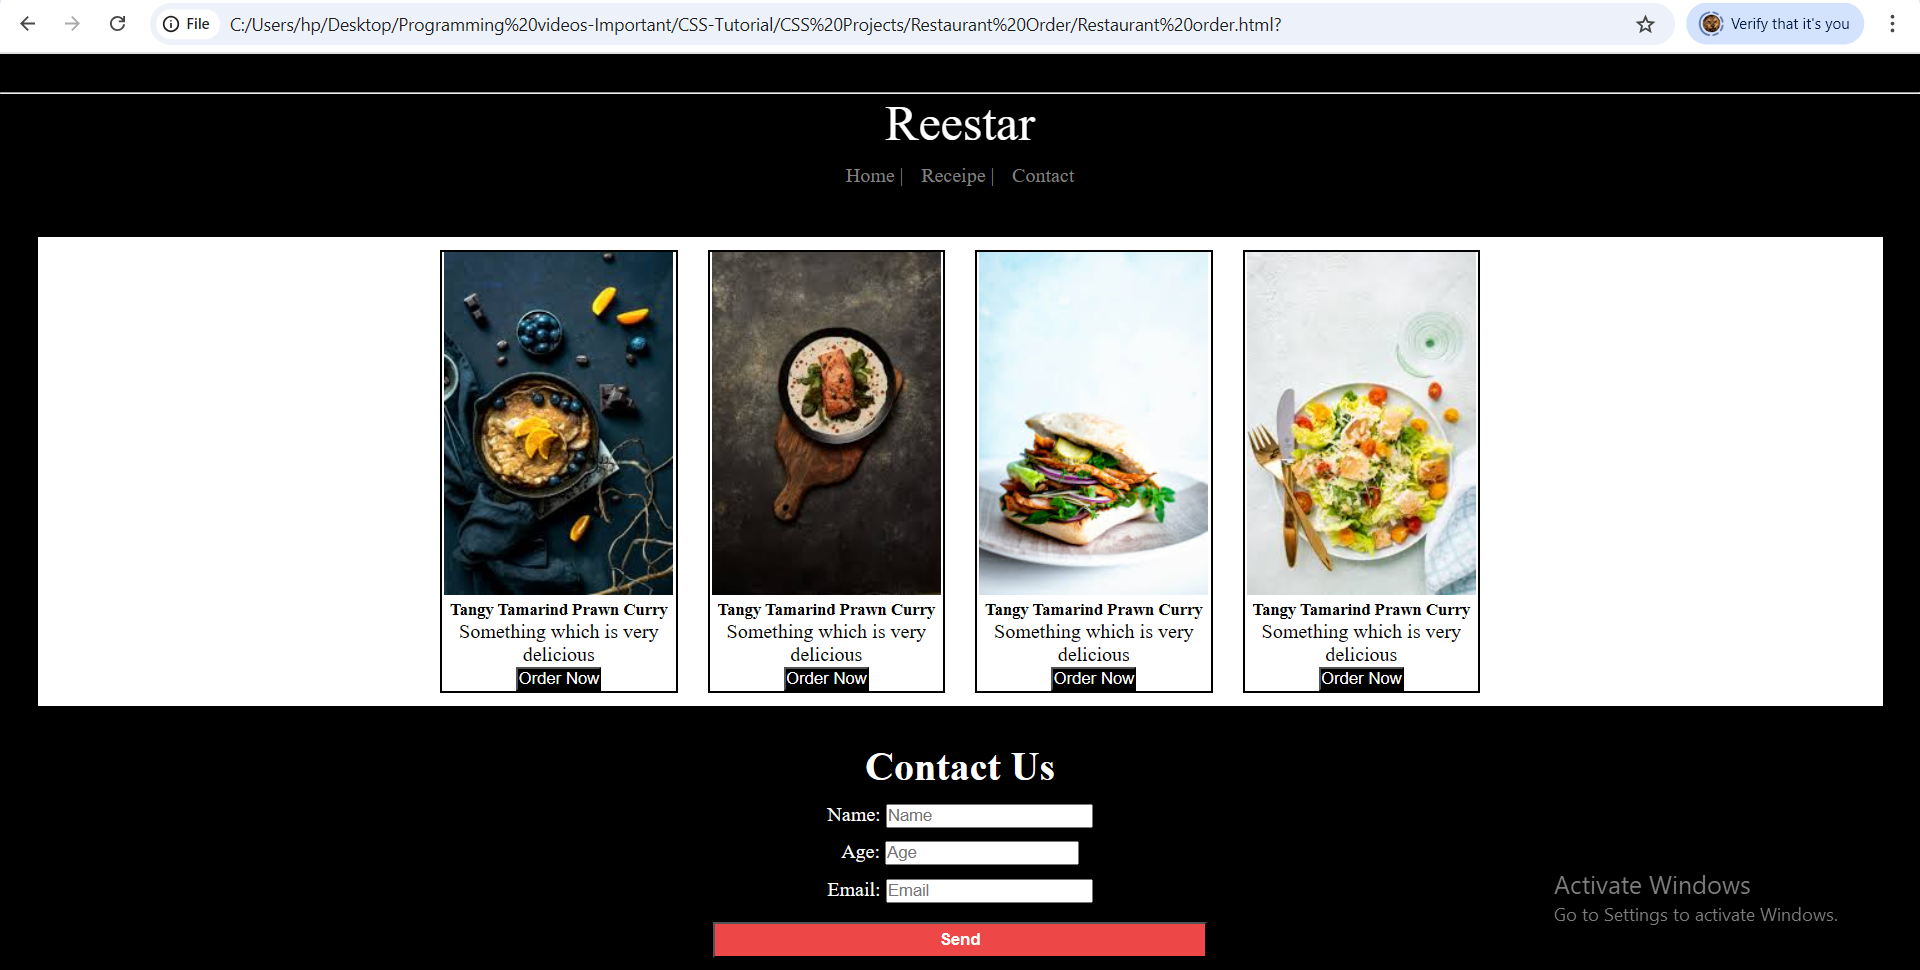 File C:/Users/hp/Desktop/Programming%20videos-Important/CSS-Tutorial/CSS%20Projects/Restaurant%20Order/Restaurant%20order.html? Verify that it's you
Reestar
Home | Receipe | Contact
Tangy Tamarind Prawn Curry
Something which is very
delicious
Order Now
Tangy Tamarind Prawn Curry
Something which is very
delicious
Order Now
Tangy Tamarind Prawn Curry
Something which is very
delicious
Order Now
Tangy Tamarind Prawn Curry
Something which is very
delicious
Order Now
Contact Us
Name: Name
Age: Age
Email: Email
Send
Activate Windows
Go to Settings to activate Windows.